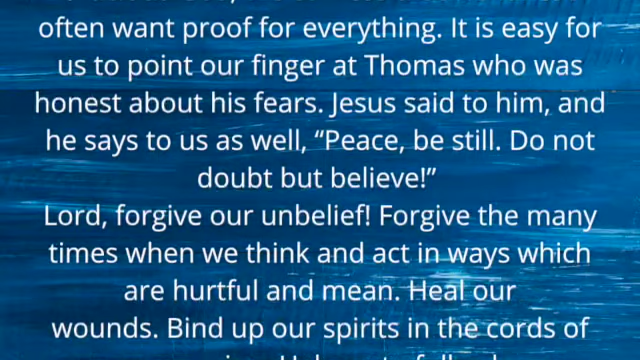 often want proof for everything. It is easy for
us to point our finger at Thomas who was
honest about his fears. Jesus said to him, and
he says to us as well, “Peace, be still. Do not
doubt but believe!”
Lord, forgive our unbelief! Forgive the many
times when we think and act in ways which
are hurtful and mean. Heal our
wounds. Bind up our spirits in the cords of